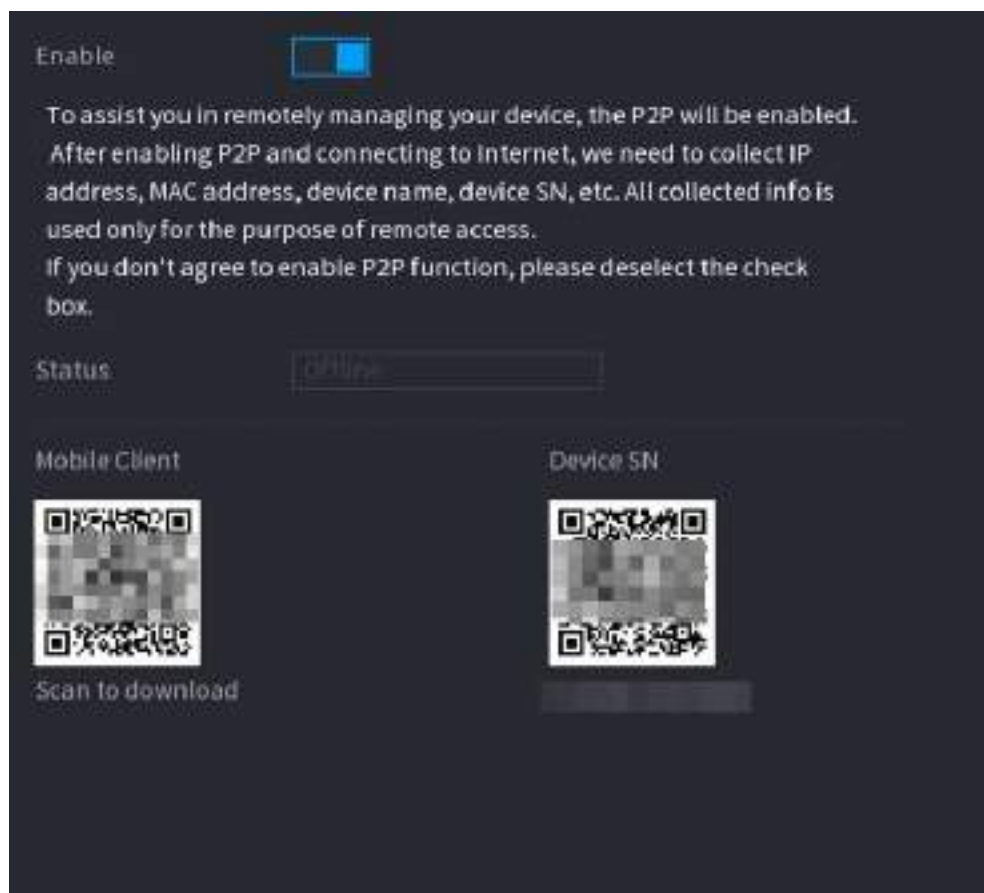 Enable
To assist you in remotely managing your device, the P2P will be enabled.
After enabling P2P and connecting to Internet, we need to collect IP
address, MAC address, device name, device SN, etc. All collected info is
used only for the purpose of remote access.
If you don't agree to enable P2P function, please deselect the check
box.
Status
Offline
Mobile Client
Device SN
Scan to download